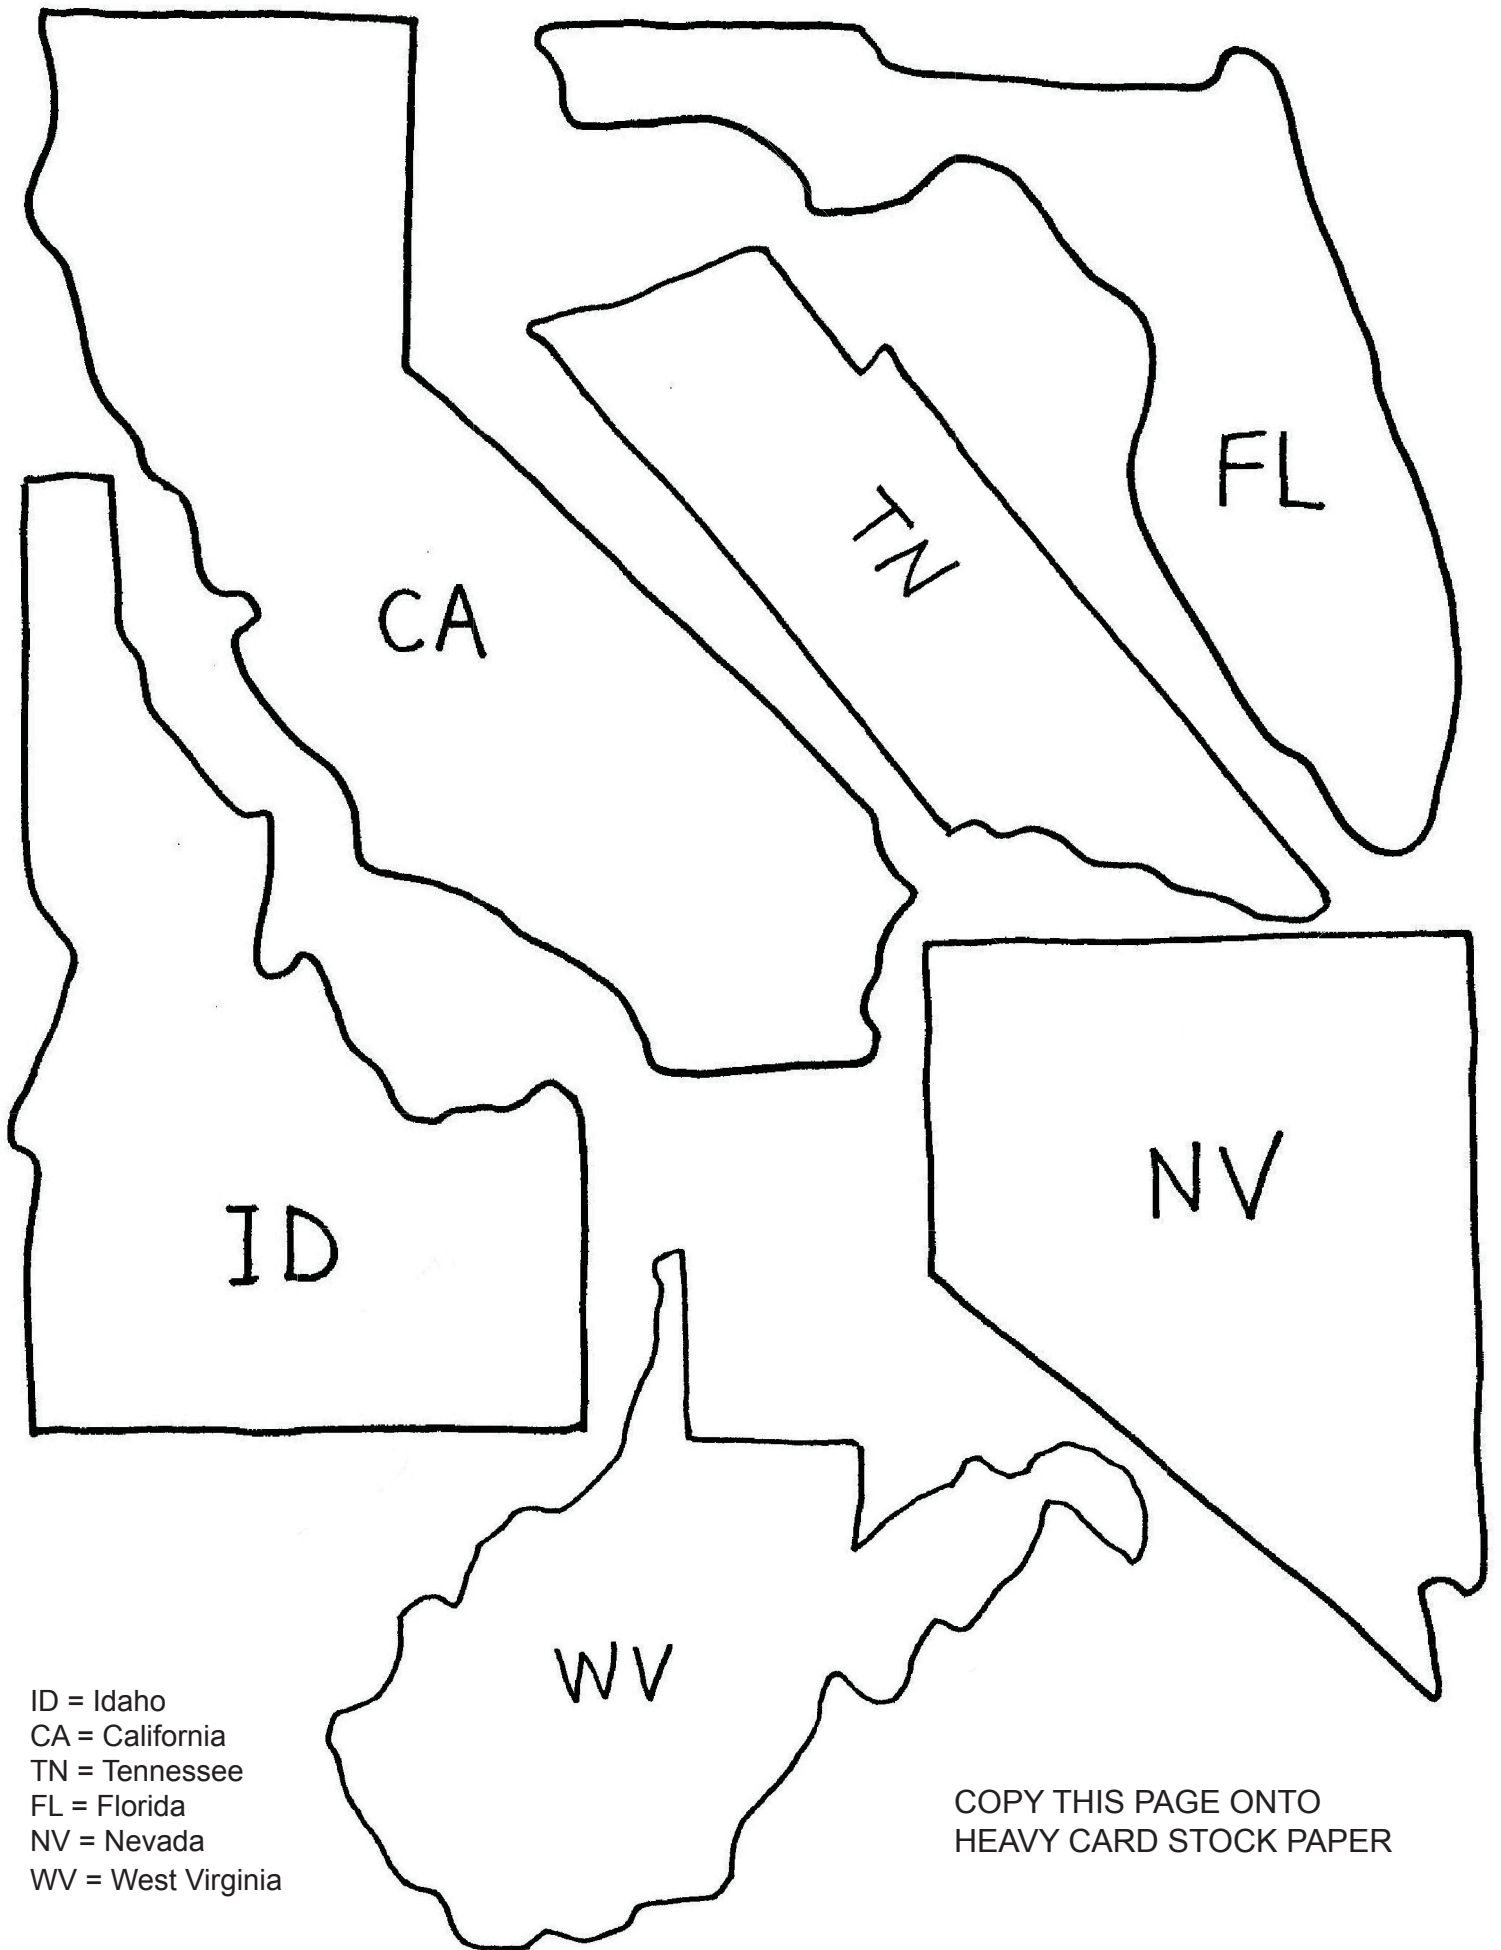 FL
TN
CA
NV
ID
WV
ID = Idaho
CA = California
TN = Tennessee
FL = Florida
NV = Nevada
WV = West Virginia
COPY THIS PAGE ONTO
HEAVY CARD STOCK PAPER